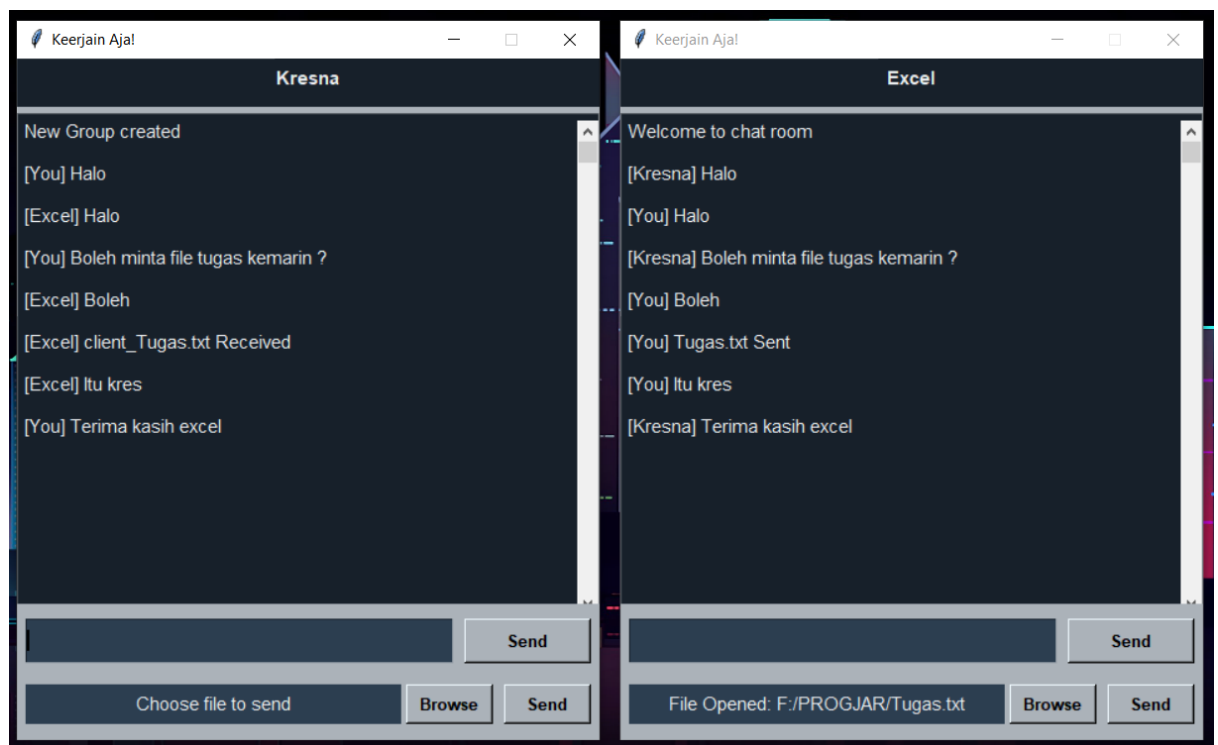 Keerjain Aja!
Kresna
New Group created
[You] Halo
[Excel] Halo
[You] Boleh minta file tugas kemarin ?
[Excel] Boleh
[Excel] client_Tugas.txt Received
[Excel] Itu kres
[You] Terima kasih excel
Send
Choose file to send
Browse
Send
Keerjain Aja!
Excel
Welcome to chat room
[Kresna] Halo
[You] Halo
[Kresna] Boleh minta file tugas kemarin ?
[You] Boleh
[You] Tugas.txt Sent
[You] Itu kres
[Kresna] Terima kasih excel
Send
File Opened: F:/PROGJAR/Tugas.txt
Browse
Send